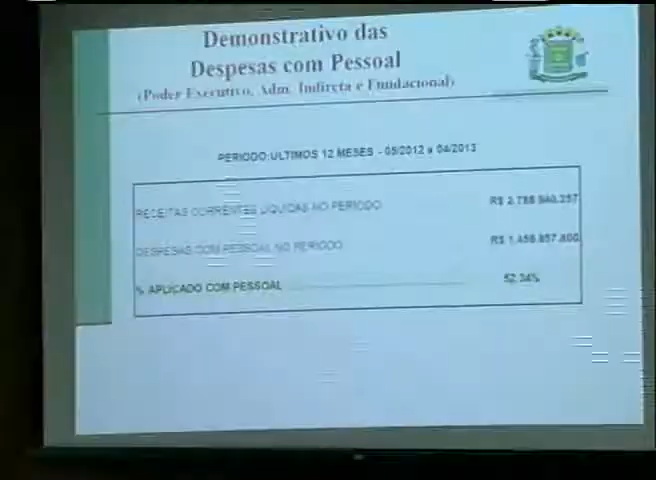 Demonstrativo das
Despesas com Pessoal
(Poder Executivo, Adm. Indireta e Fundacional)
PERIODO: ULTIMOS 12 MESES - 05/2012 a 04/2013
RECEITAS CORRENTES LIQUIDAS NO PERIODO R$
DESPESAS COM PESSOAL NO PERIODO R$
% APLICADO COM PESSOAL 52,34%